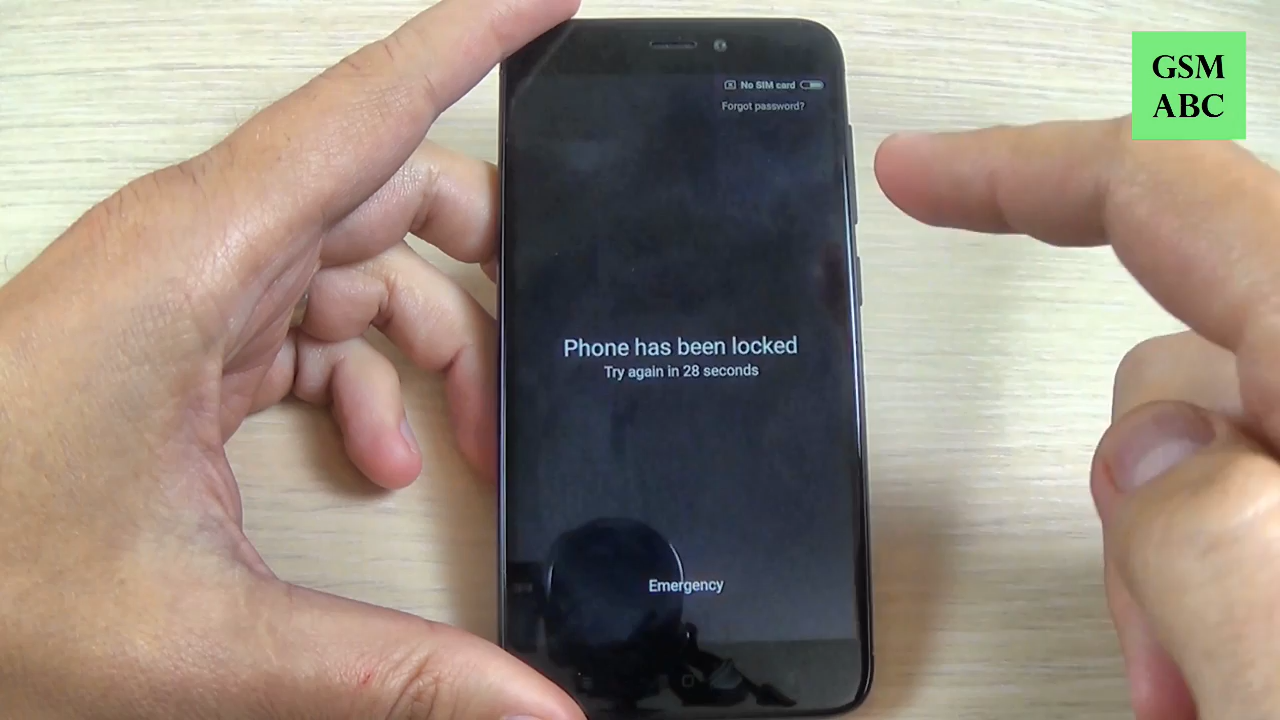 GSM
ABC
No SIM card
Forgot password?
Phone has been locked
Try again in 28 seconds
Emergency